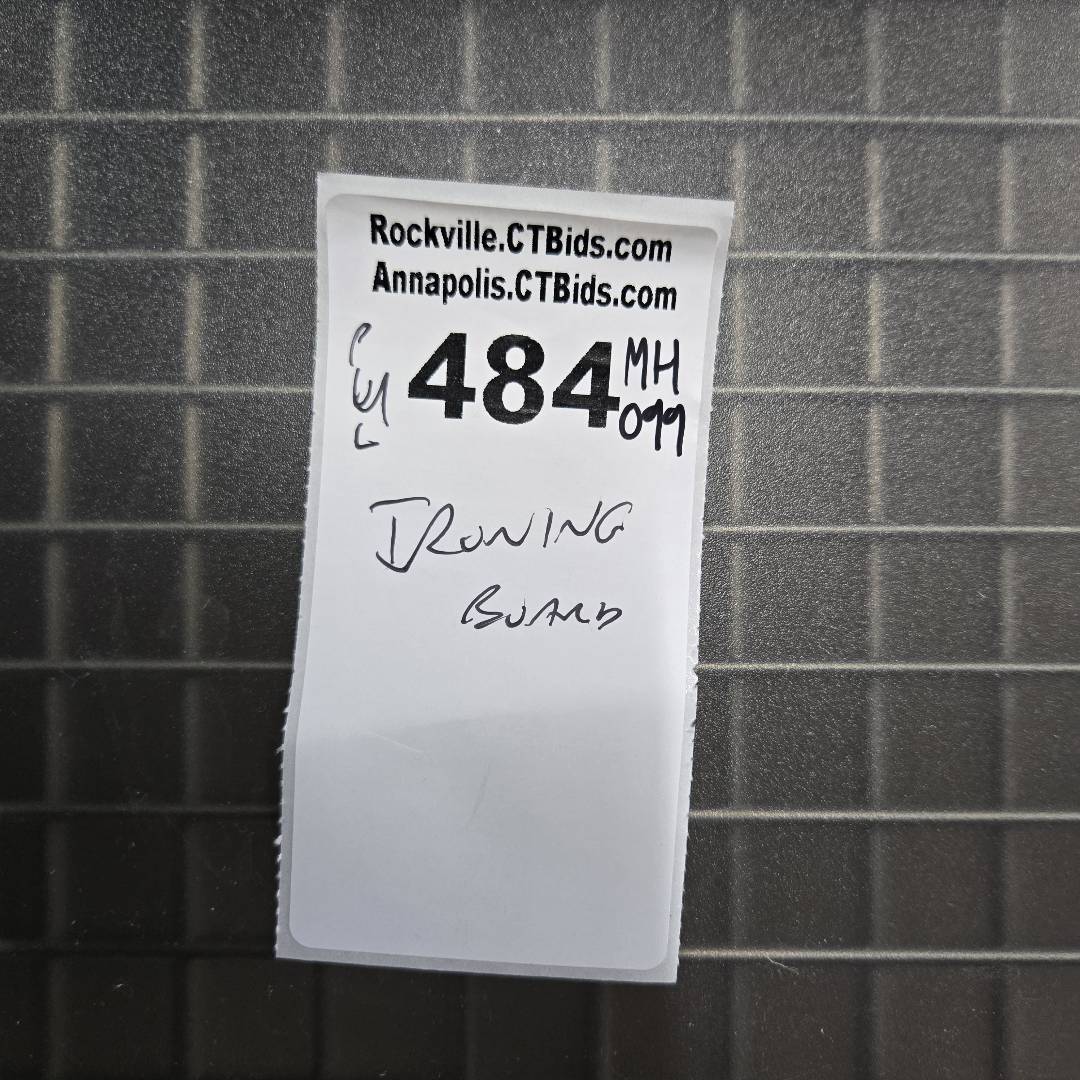 Rockville.CTBids.com
Annapolis.CTBids.com
484 MH
099
IRONING
BOARD